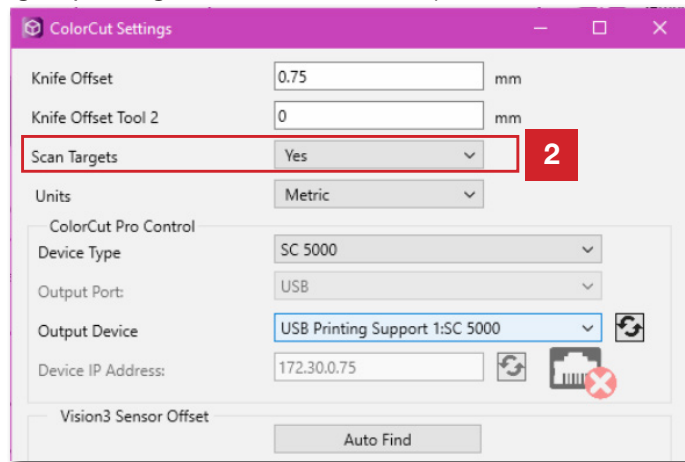 ColorCut Settings
Knife Offset 0.75 mm
Knife Offset Tool 2 0 mm
Scan Targets Yes 2
Units Metric
ColorCut Pro Control
Device Type SC 5000
Output Port: USB
Output Device USB Printing Support 1:SC 5000
Device IP Address: 172.30.0.75
Vision3 Sensor Offset
Auto Find